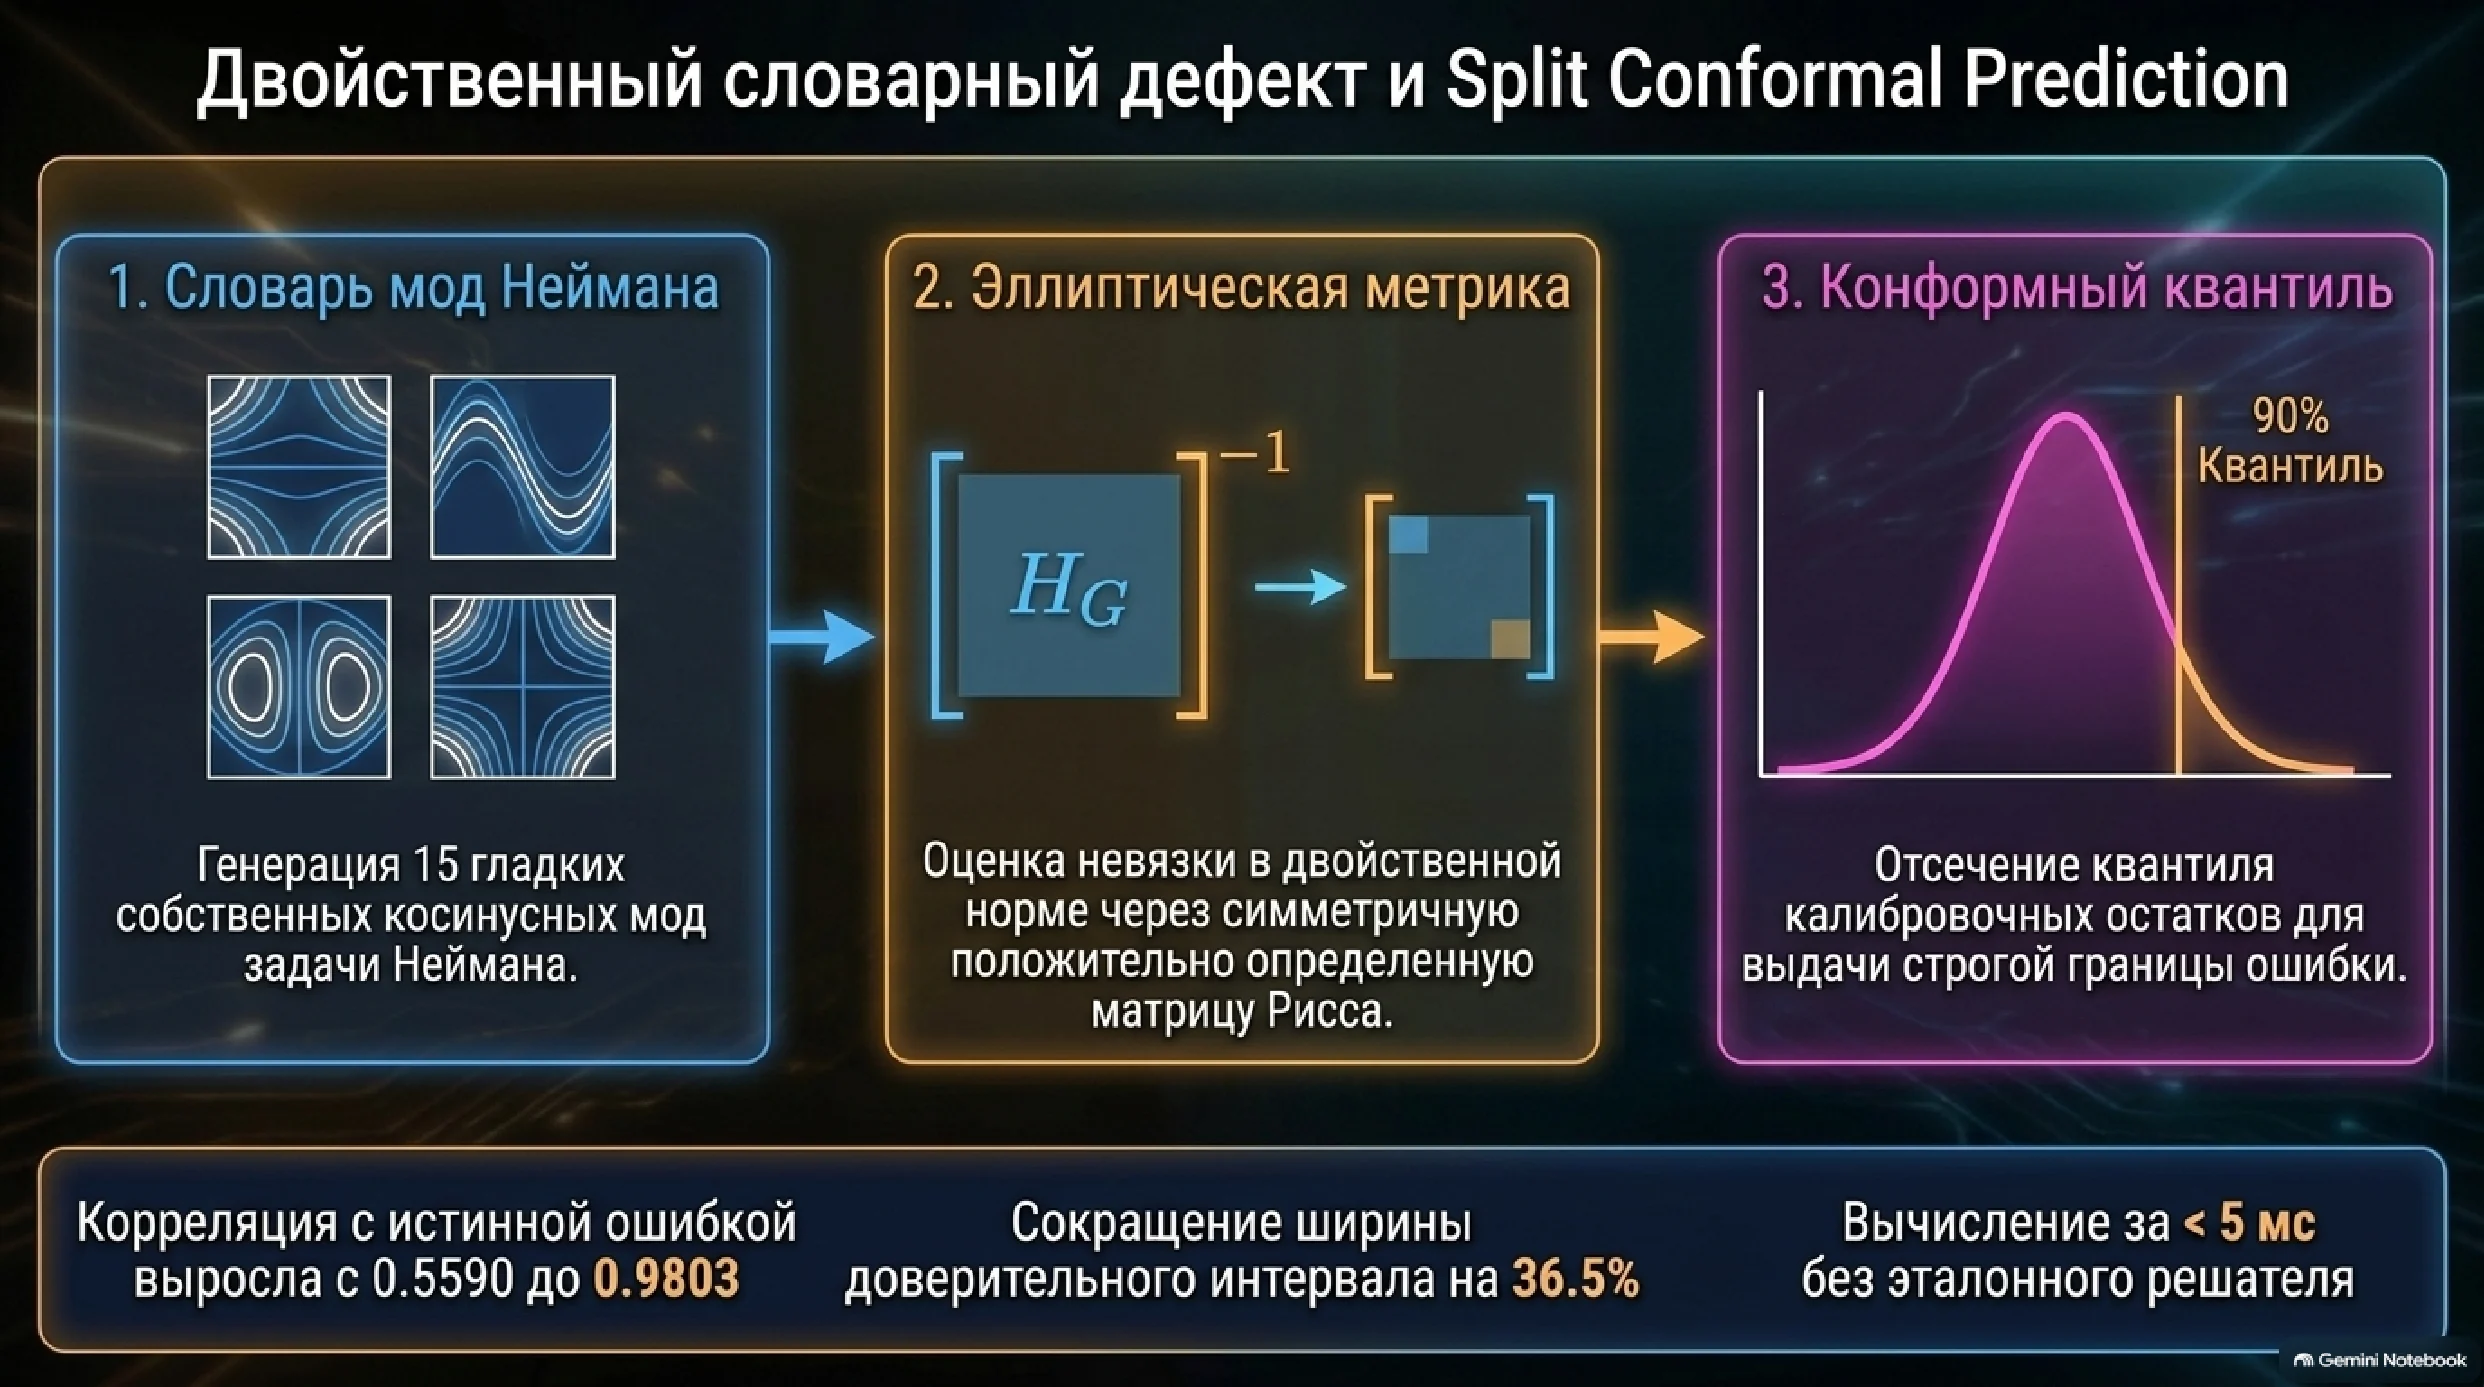 Двойственный словарный дефект и Split Conformal Prediction
1. Словарь мод Неймана
Генерация 15 гладких
собственных косинусных мод
задачи Неймана.
2. Эллиптическая метрика
H_G
−1
Оценка невязки в двойственной
норме через симметричную
положительно определенную
матрицу Рисса.
3. Конформный квантиль
90%
Квантиль
Отсечение квантиля
калибровочных остатков для
выдачи строгой границы ошибки.
Корреляция с истинной ошибкой
выросла с 0.5590 до 0.9803
Сокращение ширины
доверительного интервала на 36.5%
Вычисление за < 5 мс
без эталонного решателя
Gemini Notebook